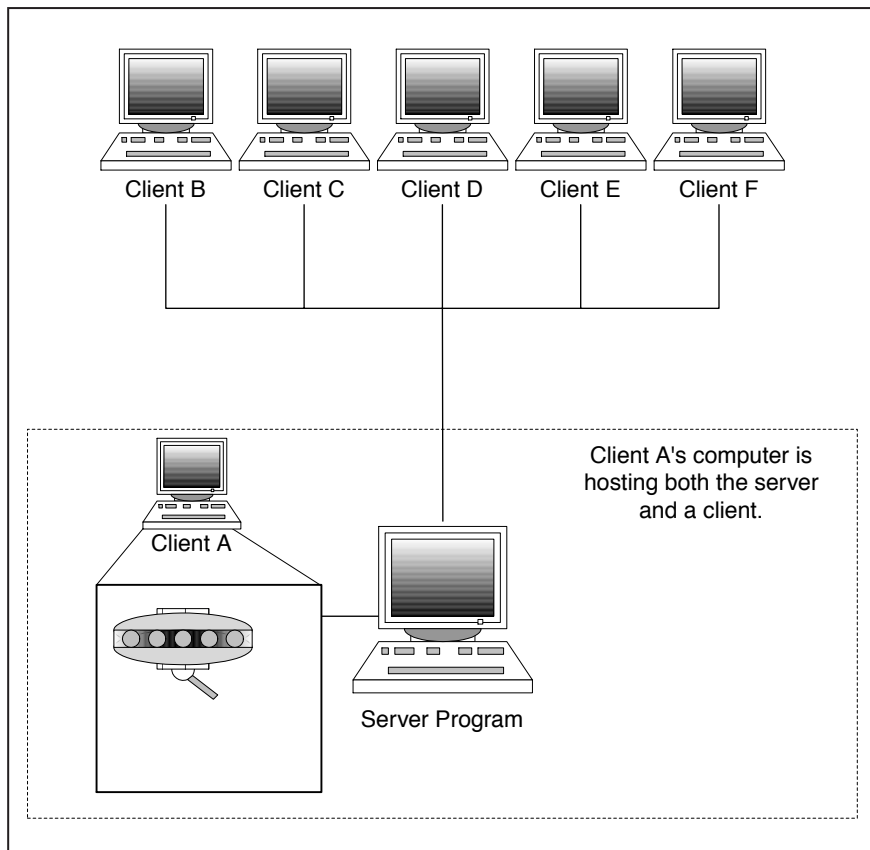 Client B
Client C
Client D
Client E
Client F
Client A's computer is
hosting both the server
and a client.
Client A
Server Program